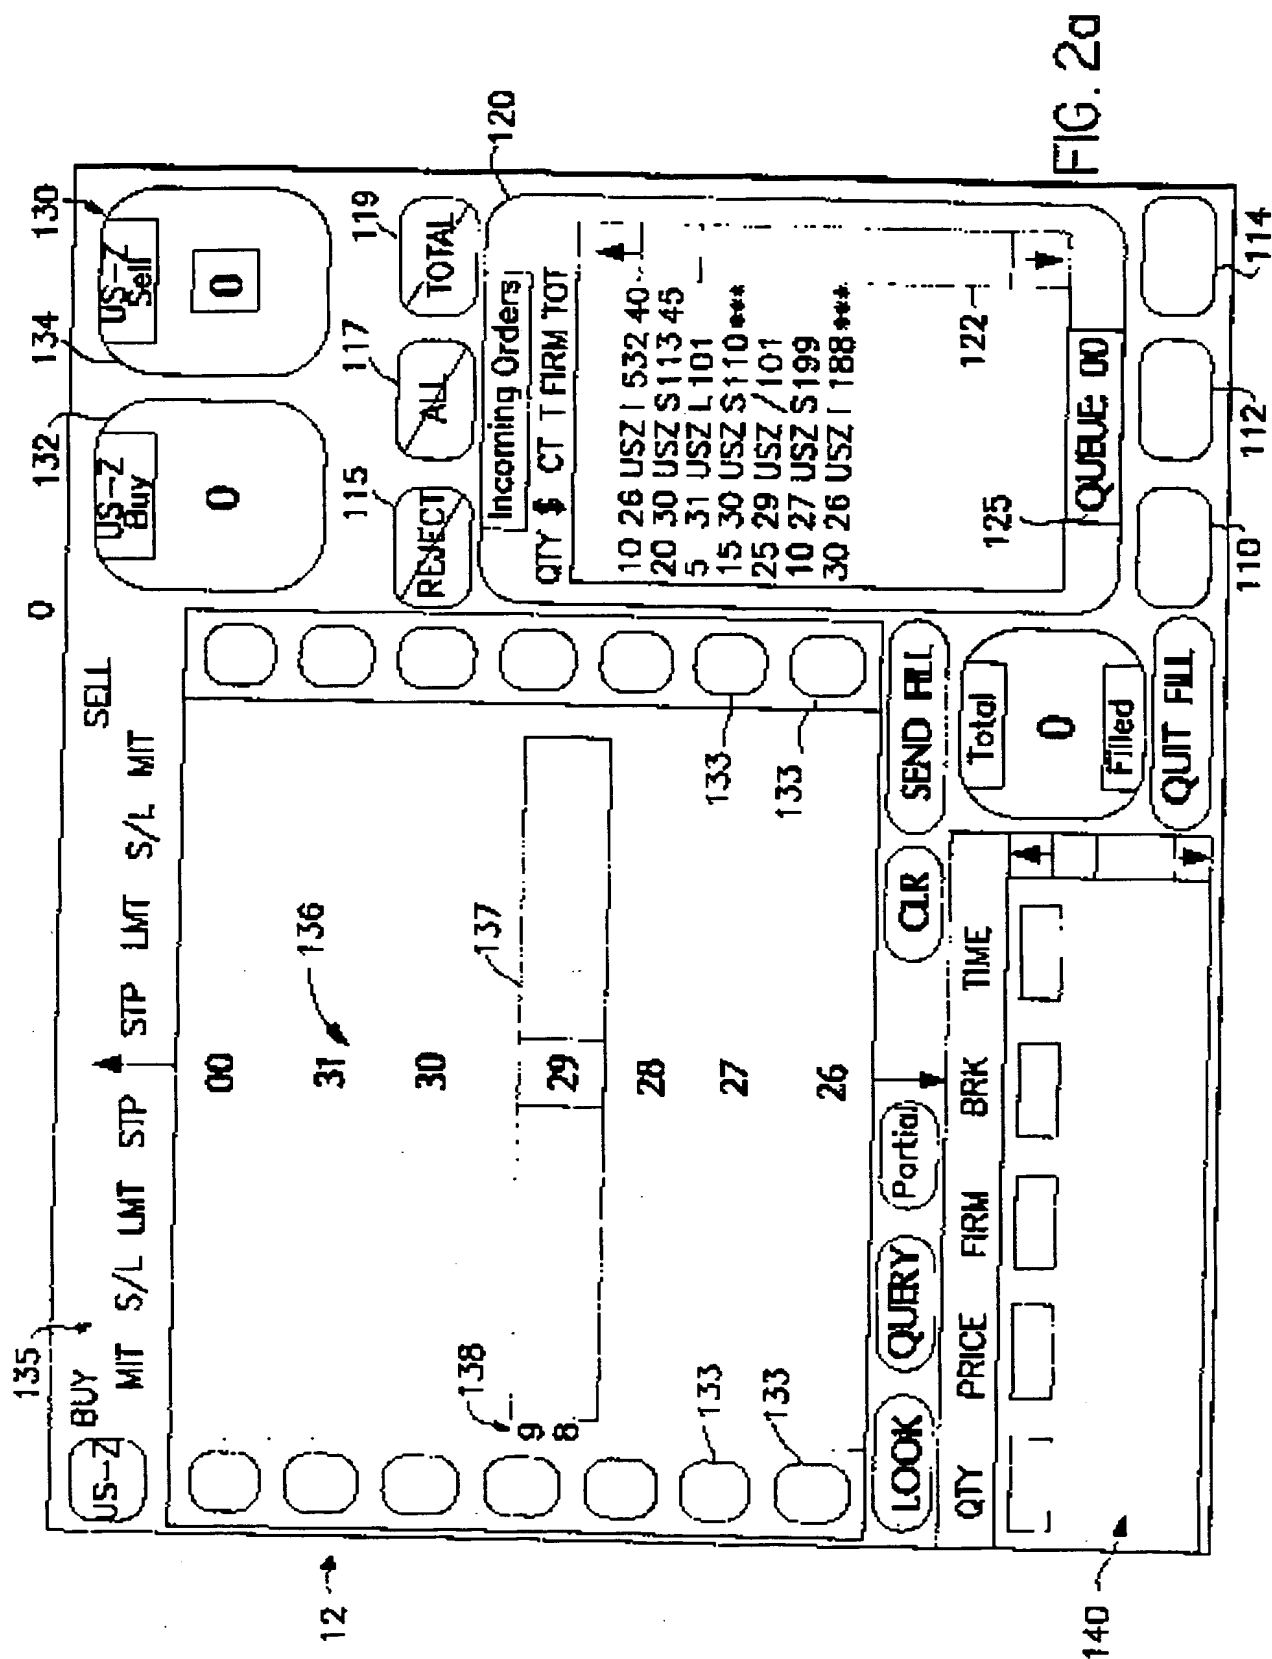 12
135
0
132
134
130
US-Z BUY
SELL
MIT S/L LMT STP STP LMT S/L MIT
US-Z
Buy
0
US-Z
Sell
0
115
117
119
REJECT
ALL
TOTAL
120
00
31
136
30
137
138
9
8
29
28
27
26
133
133
133
133
Incoming Orders
QTY $ CT T FIRM TOT
10 26 USZ I 532 40
20 30 USZ S 113 45
5 31 USZ L 101
15 30 USZ S 110 ***
25 29 USZ / 101
10 27 USZ S 199
30 26 USZ I 188 ***
122
125
QUEUE 00
LOOK
QUERY
Partial
CLR
SEND FILL
QTY PRICE FIRM BRK TIME
Total
0
Filled
QUIT FILL
140
110
112
114
FIG. 2a